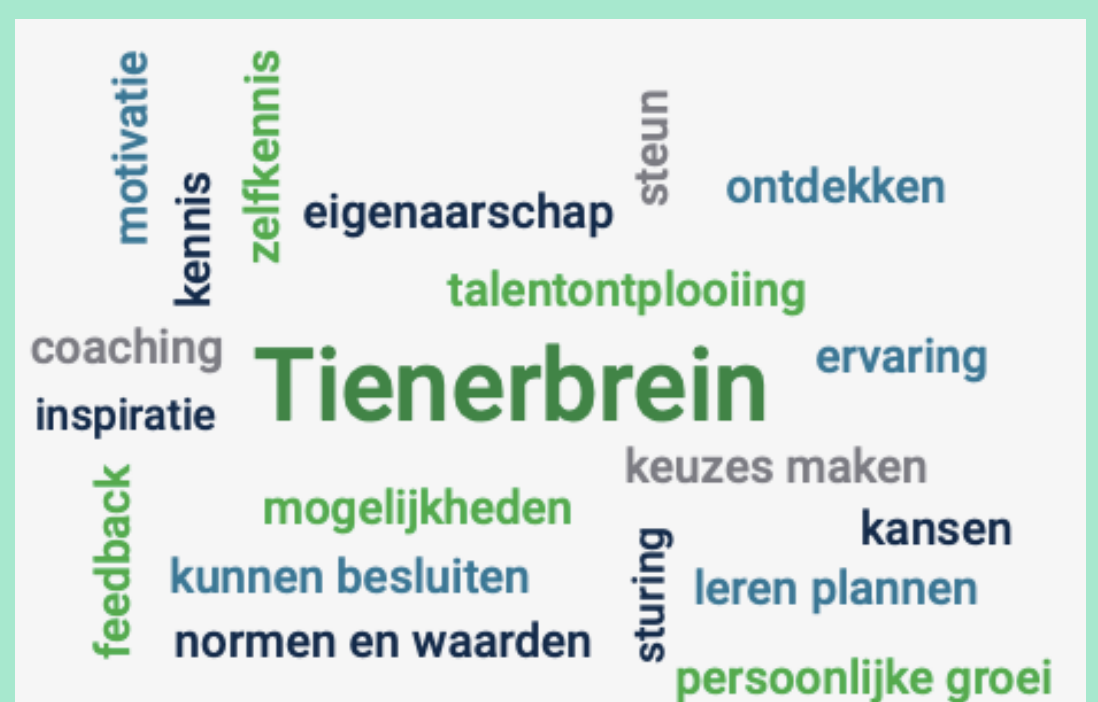 motivatie
kennis
zelfkennis
eigenaarschap
steun
ontdekken
talentontplooiing
coaching
Tienerbrein
ervaring
inspiratie
keuzes maken
feedback
mogelijkheden
kansen
kunnen besluiten
sturing
leren plannen
normen en waarden
persoonlijke groei